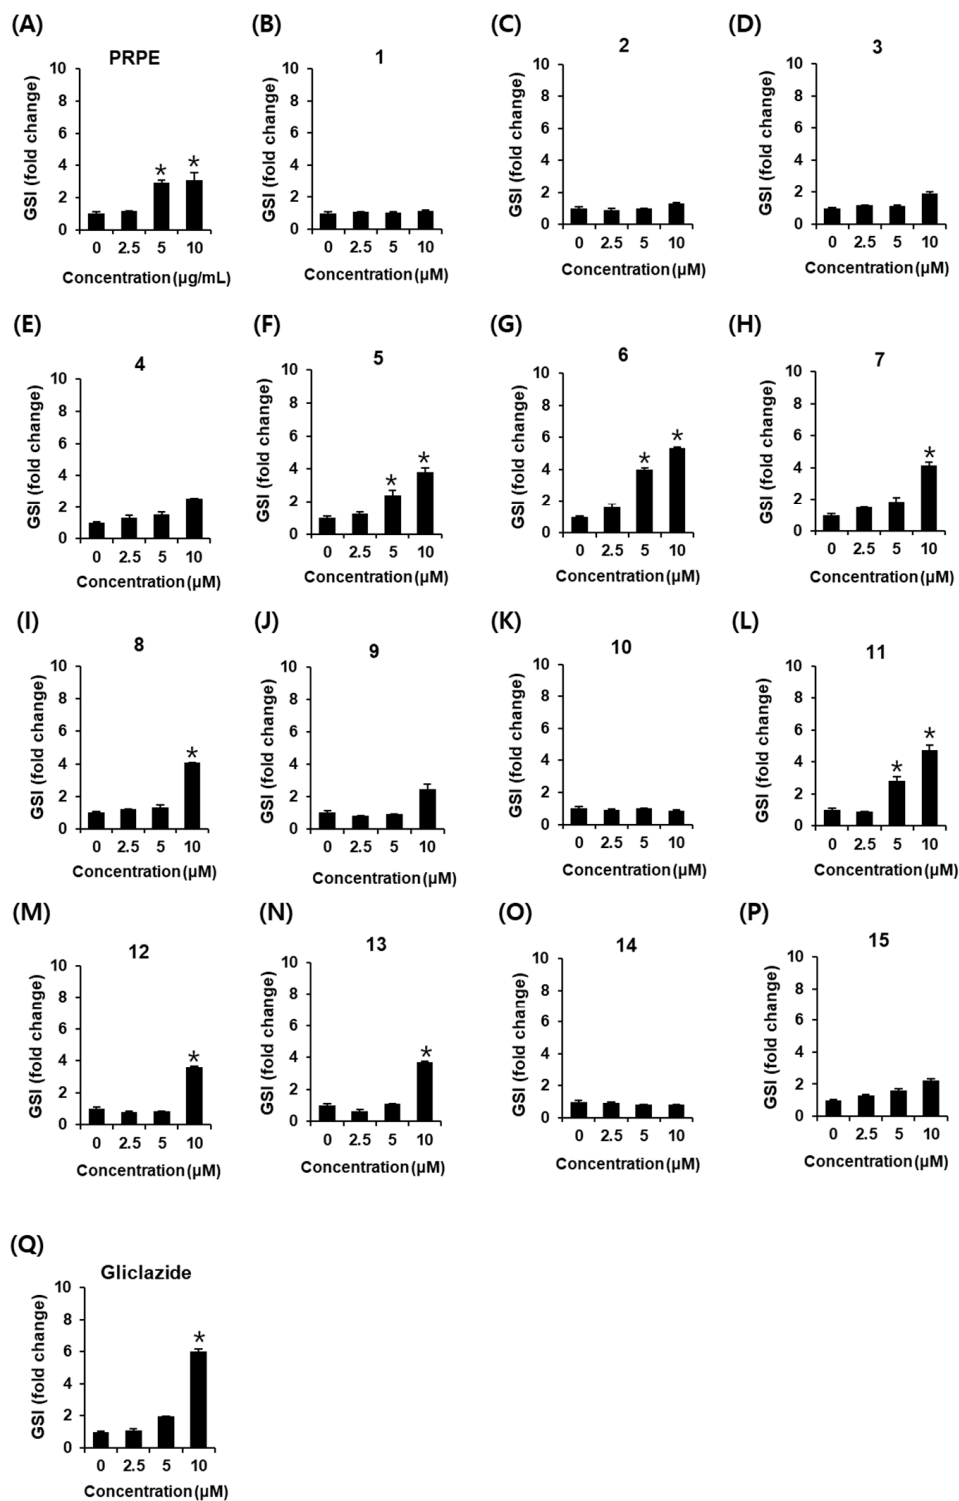 (A) (B) (C) (D)
PRPE 1 2 3
GSI (fold change) GSI (fold change) GSI (fold change) GSI (fold change)
10 10 10 10
8 8 8 8
6 6 6 6
4 4 4 4
* *
2 2 2 2
0 0 0 0
0 2.5 5 10 0 2.5 5 10 0 2.5 5 10 0 2.5 5 10
Concentration (µg/mL) Concentration (µM) Concentration (µM) Concentration (µM)
(E) (F) (G) (H)
4 5 6 7
GSI (fold change) GSI (fold change) GSI (fold change) GSI (fold change)
10 10 10 10
8 8 8 8
6 6 6 6
* * * * *
4 4 4 4
2 2 2 2
0 0 0 0
0 2.5 5 10 0 2.5 5 10 0 2.5 5 10 0 2.5 5 10
Concentration (µM) Concentration (µM) Concentration (µM) Concentration (µM)
(I) (J) (K) (L)
8 9 10 11
GSI (fold change) GSI (fold change) GSI (fold change) GSI (fold change)
10 10 10 10
8 8 8 8
6 6 6 6
* * *
4 4 4 4
2 2 2 2
0 0 0 0
0 2.5 5 10 0 2.5 5 10 0 2.5 5 10 0 2.5 5 10
Concentration (µM) Concentration (µM) Concentration (µM) Concentration (µM)
(M) (N) (O) (P)
12 13 14 15
GSI (fold change) GSI (fold change) GSI (fold change) GSI (fold change)
10 10 10 10
8 8 8 8
6 6 6 6
* *
4 4 4 4
2 2 2 2
0 0 0 0
0 2.5 5 10 0 2.5 5 10 0 2.5 5 10 0 2.5 5 10
Concentration (µM) Concentration (µM) Concentration (µM) Concentration (µM)
(Q)
Gliclazide
GSI (fold change)
10
8
*
6
4
2
0
0 2.5 5 10
Concentration (µM)